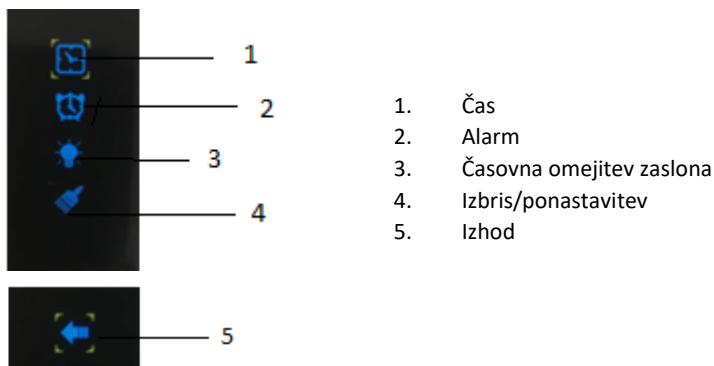 1
2
3
4
5
1. Čas
2. Alarm
3. Časovna omejitev zaslona
4. Izbris/ponastavitev
5. Izhod